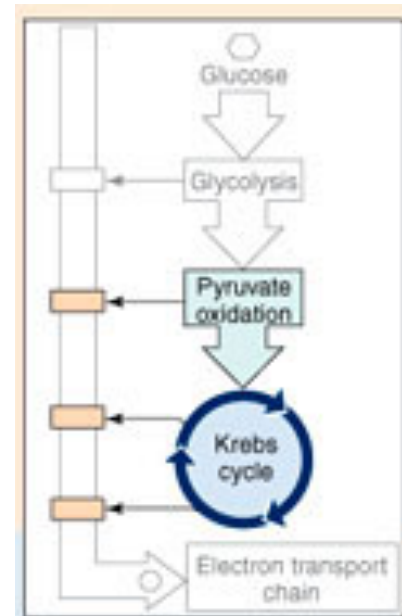 Glucose
Glycolysis
Pyruvate
oxidation
Krebs
cycle
Electron transport
chain